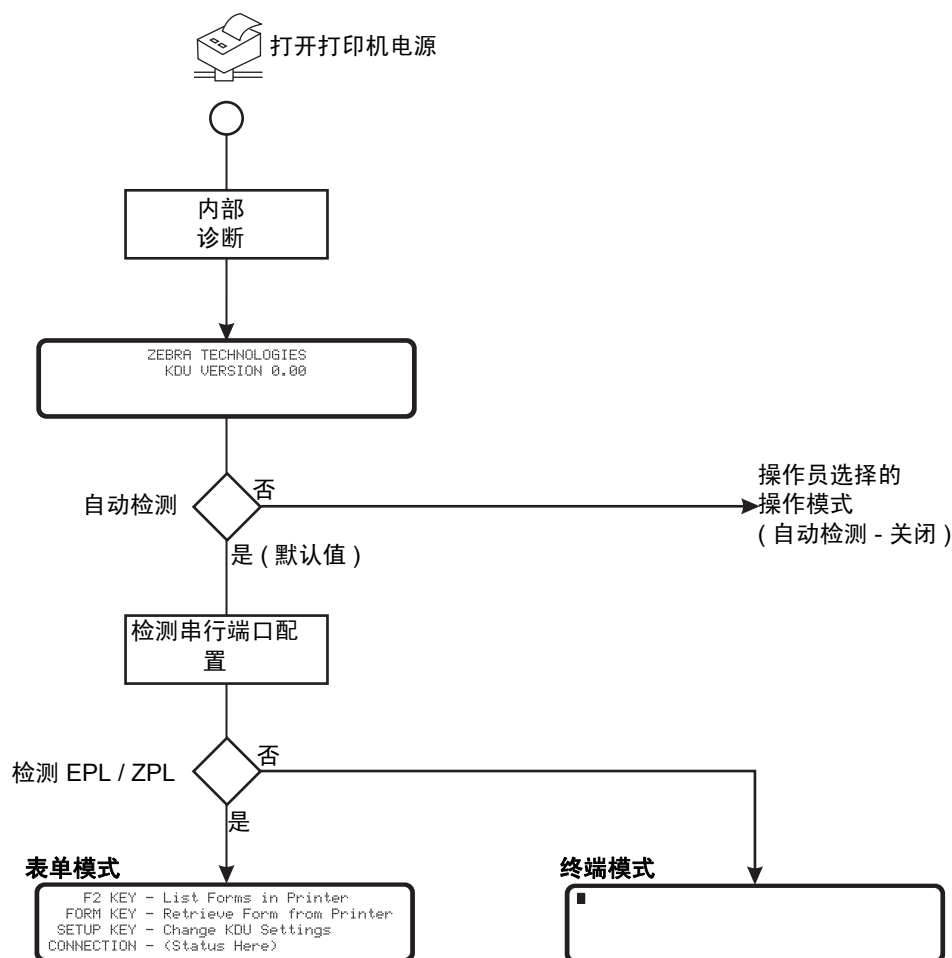 打开打印机电源
内部
诊断
ZEBRA TECHNOLOGIES
KDU VERSION 0.00
自动检测
否
操作员选择的
操作模式
( 自动检测 - 关闭 )
是 ( 默认值 )
检测串行端口配
置
检测 EPL / ZPL
否
是
表单模式
F2 KEY – List Forms in Printer
FORM KEY – Retrieve Form from Printer
SETUP KEY – Change KDU Settings
CONNECTION – (Status Here)
终端模式